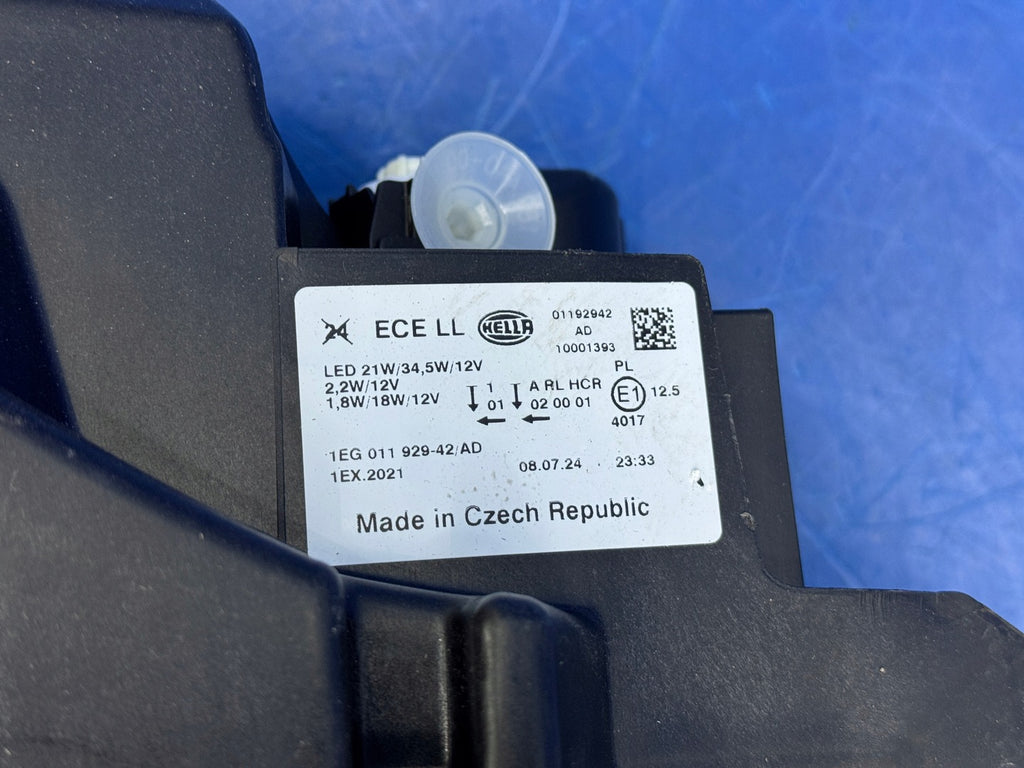 24 ECE LL HELLA 01192942
AD
10001393
LED 21W/34,5W/12V
2,2W/12V
1,8W/18W/12V
1
01
A RL HCR
02 00 01
PL
E1 12.5
4017
1EG 011 929-42/AD
1EX.2021
08.07.24 23:33
Made in Czech Republic